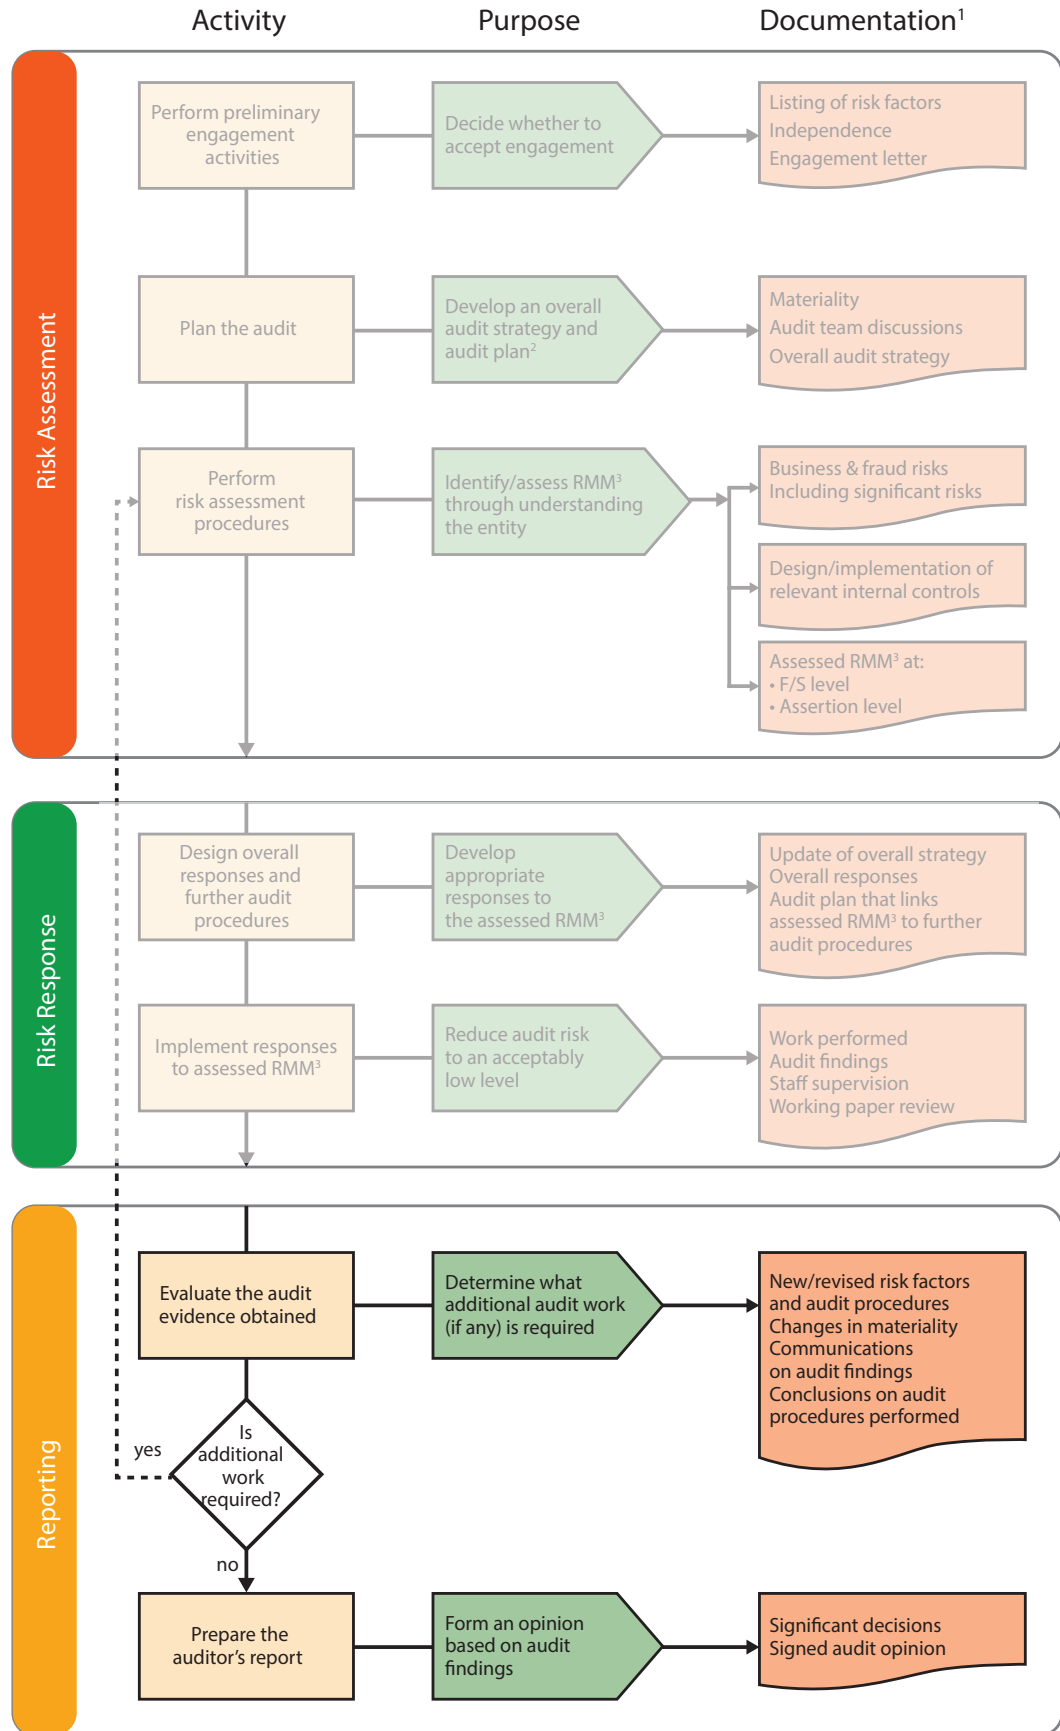 Activity
Purpose
Documentation¹
Risk Assessment
Perform preliminary
engagement
activities
Decide whether to
accept engagement
Listing of risk factors
Independence
Engagement letter
Plan the audit
Develop an overall
audit strategy and
audit plan²
Materiality
Audit team discussions
Overall audit strategy
Perform
risk assessment
procedures
Identify/assess RMM³
through understanding
the entity
Business & fraud risks
Including significant risks
Design/implementation of
relevant internal controls
Assessed RMM³ at:
• F/S level
• Assertion level
Risk Response
Design overall
responses and
further audit
procedures
Develop
appropriate
responses to
the assessed RMM³
Update of overall strategy
Overall responses
Audit plan that links
assessed RMM³ to further
audit procedures
Implement responses
to assessed RMM³
Reduce audit risk
to an acceptably
low level
Work performed
Audit findings
Staff supervision
Working paper review
Reporting
Evaluate the audit
evidence obtained
Determine what
additional audit work
(if any) is required
New/revised risk factors
and audit procedures
Changes in materiality
Communications
on audit findings
Conclusions on audit
procedures performed
Is
additional
work
required?
yes
no
Prepare the
auditor’s report
Form an opinion
based on audit
findings
Significant decisions
Signed audit opinion